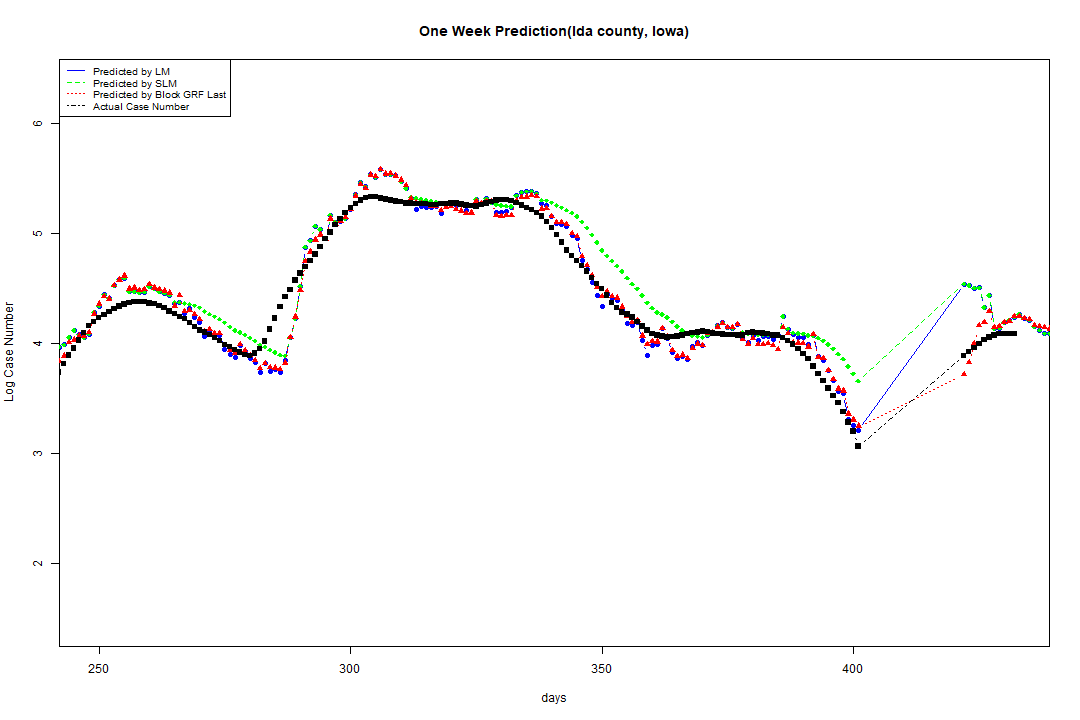 One Week Prediction(Ida county, Iowa)
Predicted by LM
Predicted by SLM
Predicted by Block GRF Last
Actual Case Number
6
5
4
3
2
Log Case Number
250 300 350 400
days